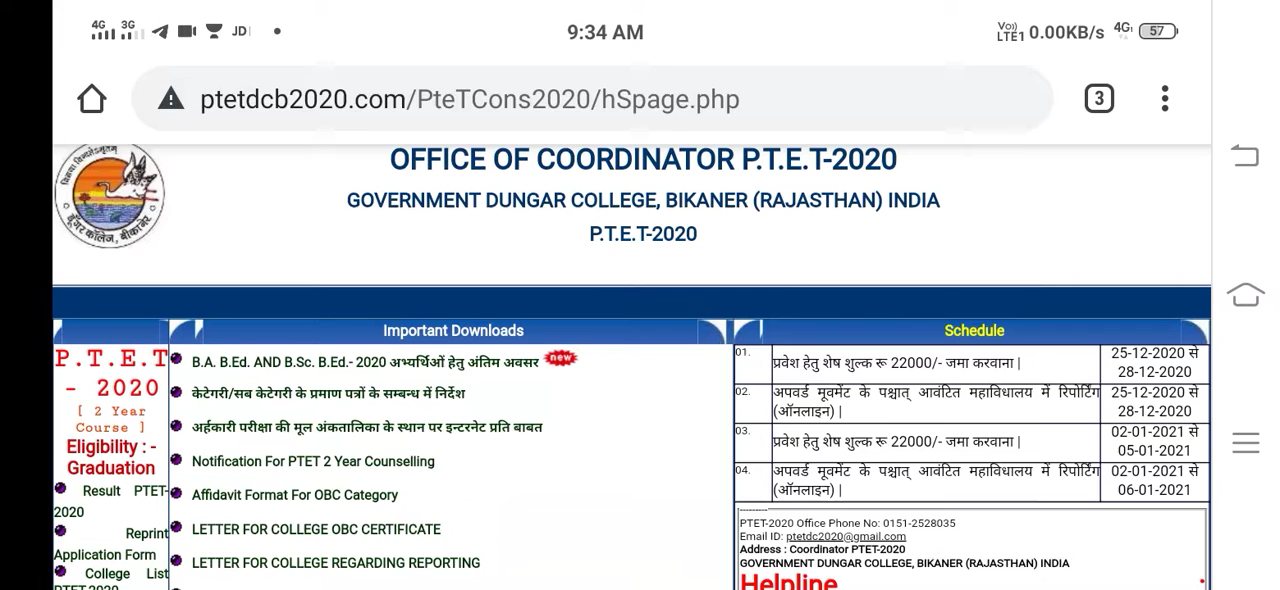 4G 3G JD 9:34 AM Vo)) LTE1 0.00KB/s 4G 57
ptetdcb2020.com/PteTCons2020/hSpage.php
3
OFFICE OF COORDINATOR P.T.E.T-2020
GOVERNMENT DUNGAR COLLEGE, BIKANER (RAJASTHAN) INDIA
P.T.E.T-2020
डूँगर कॉलेज, बीकानेर
P.T.E.T
- 2020
[ 2 Year
Course ]
Eligibility : -
Graduation
Result PTET-
2020
Reprint
Application Form
College List
PTET 2020
Important Downloads
B.A. B.Ed. AND B.Sc. B.Ed.- 2020 अभ्यर्थिओं हेतु अंतिम अवसर new
केटेगरी/सब केटेगरी के प्रमाण पत्रों के सम्बन्ध में निर्देश
अर्हकारी परीक्षा की मूल अंकतालिका के स्थान पर इन्टरनेट प्रति बाबत
Notification For PTET 2 Year Counselling
Affidavit Format For OBC Category
LETTER FOR COLLEGE OBC CERTIFICATE
LETTER FOR COLLEGE REGARDING REPORTING
Schedule
01. प्रवेश हेतु शेष शुल्क रू 22000/- जमा करवाना | 25-12-2020 से
28-12-2020
02. अपवर्ड मूवमेंट के पश्चात् आवंटित महाविधालय में रिपोर्टिंग 25-12-2020 से
(ऑनलाइन) | 28-12-2020
03. प्रवेश हेतु शेष शुल्क रू 22000/- जमा करवाना | 02-01-2021 से
05-01-2021
04. अपवर्ड मूवमेंट के पश्चात् आवंटित महाविधालय में रिपोर्टिंग 02-01-2021 से
(ऑनलाइन) | 06-01-2021
----------
PTET-2020 Office Phone No: 0151-2528035
Email ID: ptetdc2020@gmail.com
Address : Coordinator PTET-2020
GOVERNMENT DUNGAR COLLEGE, BIKANER (RAJASTHAN) INDIA
Helpline